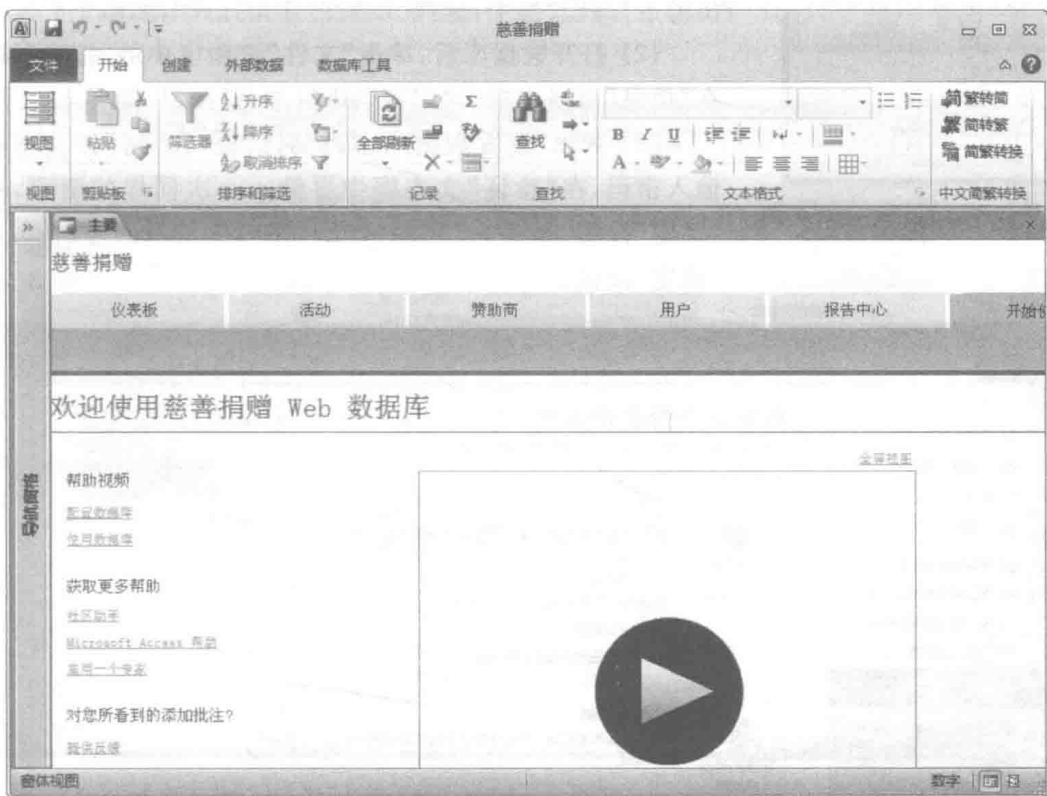 慈善捐赠
文件 开始 创建 外部数据 数据库工具
视图 粘贴 筛选器 升序 降序 取消排序 全部刷新 Σ 查找 B I U A 繁转简 简转繁 简繁转换
视图 剪贴板 排序和筛选 记录 查找 文本格式 中文简繁转换
主要
慈善捐赠
仪表板 活动 赞助商 用户 报告中心 开始
欢迎使用慈善捐赠 Web 数据库
全屏视图
导航窗格
帮助视频
配置数据库
使用数据库
获取更多帮助
社区助手
Microsoft Access 帮助
雇用一个专家
对您所看到的添加批注?
提供反馈
窗体视图 数字